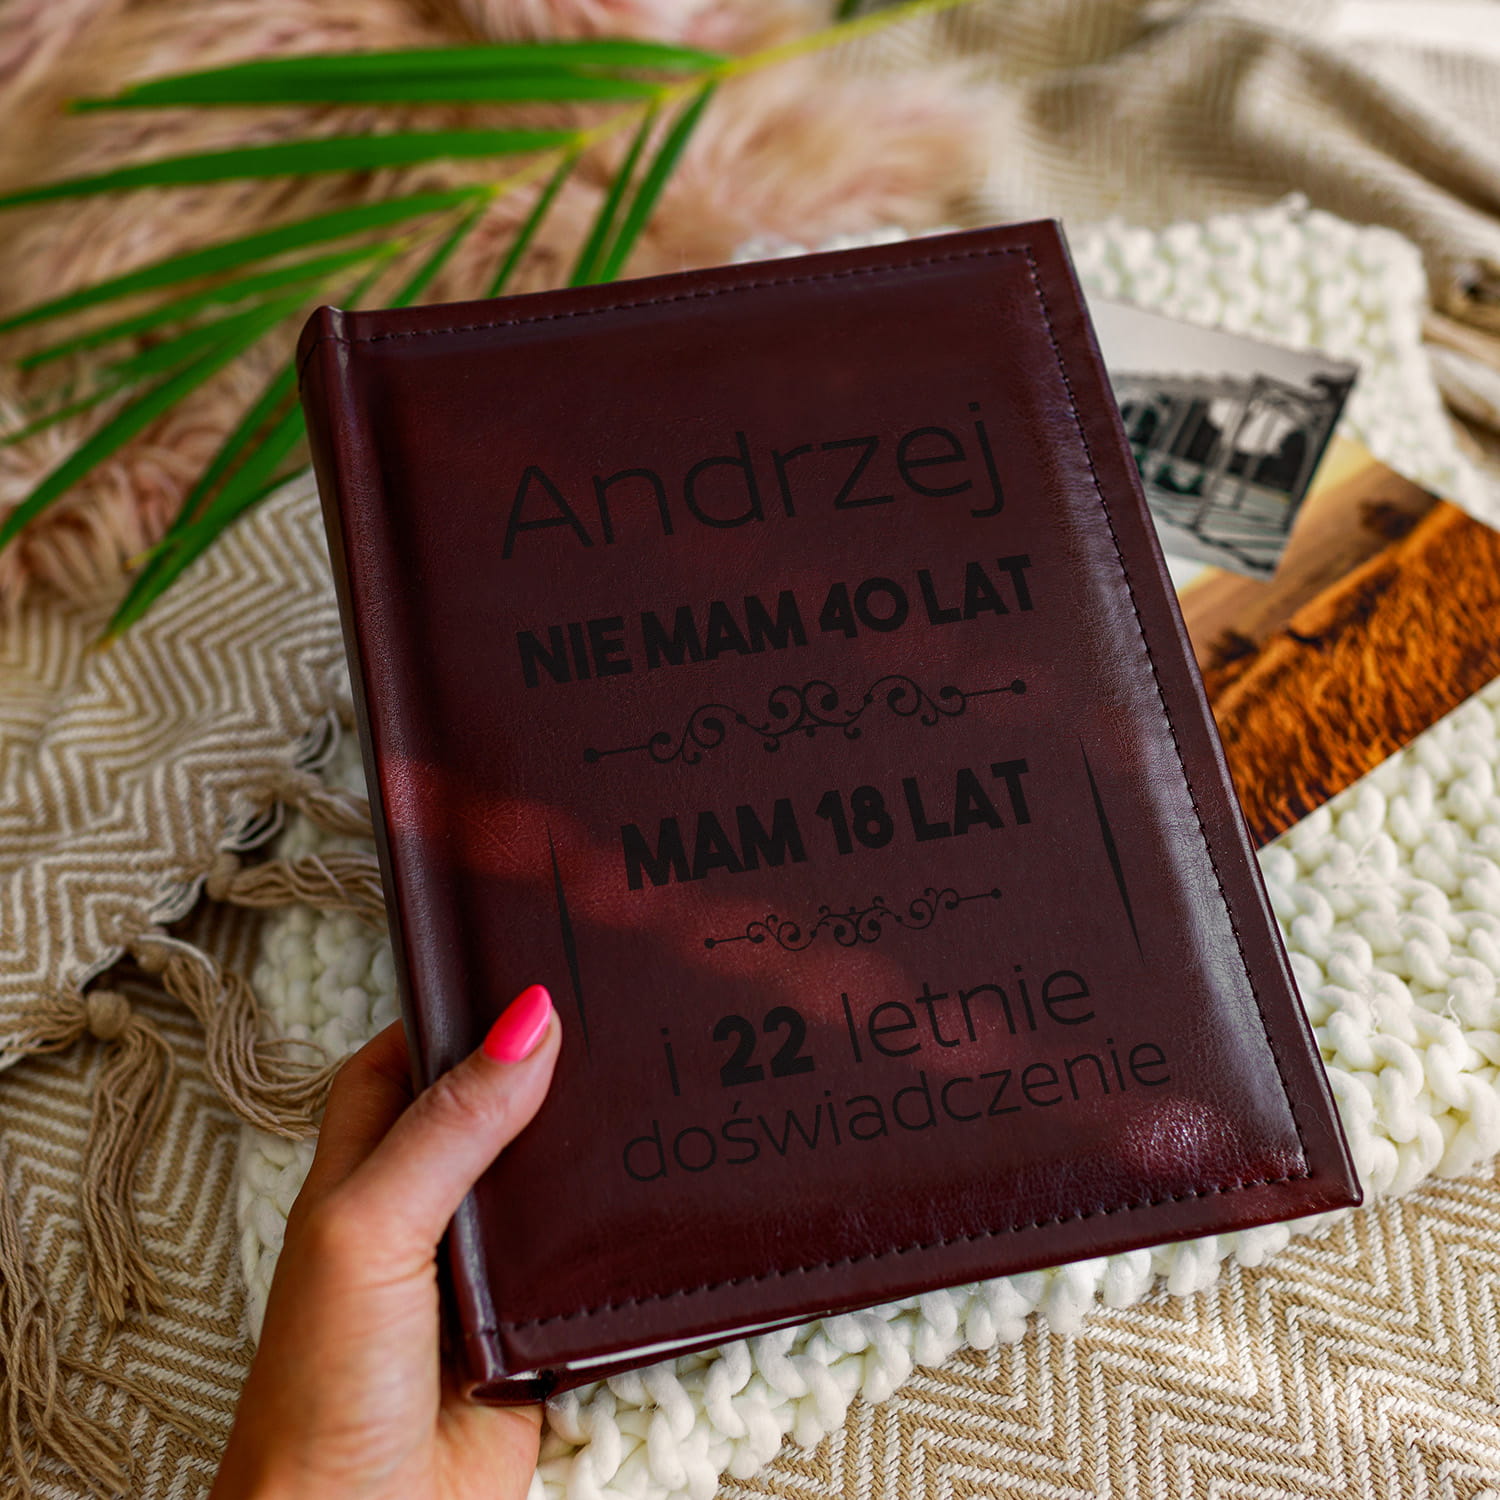 Andrzej
NIE MAM 40 LAT
MAM 18 LAT
i 22 letnie
doświadczenie